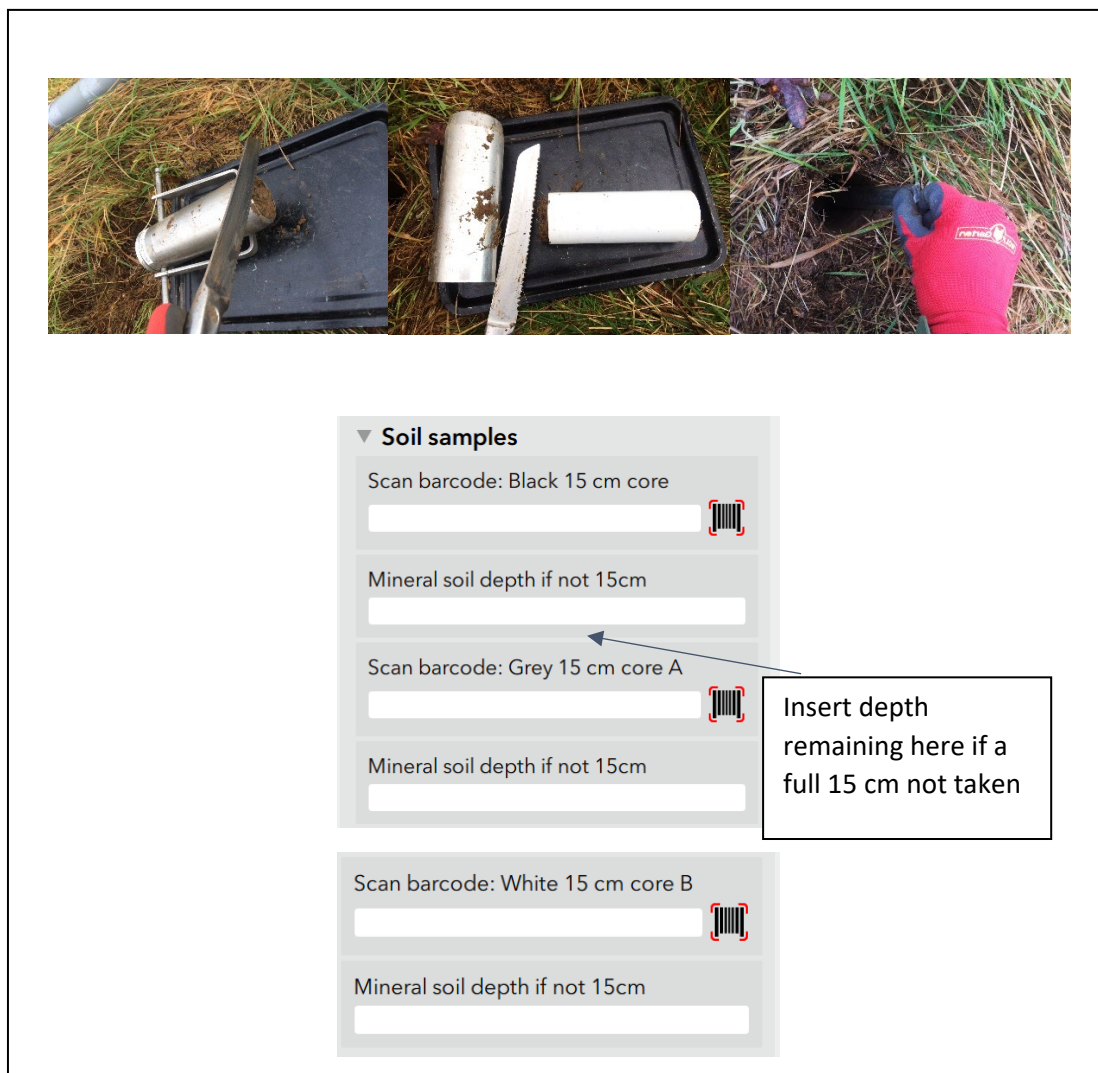 Soil samples
Scan barcode: Black 15 cm core
Mineral soil depth if not 15cm
Scan barcode: Grey 15 cm core A
Mineral soil depth if not 15cm
Insert depth
remaining here if a
full 15 cm not taken
Scan barcode: White 15 cm core B
Mineral soil depth if not 15cm